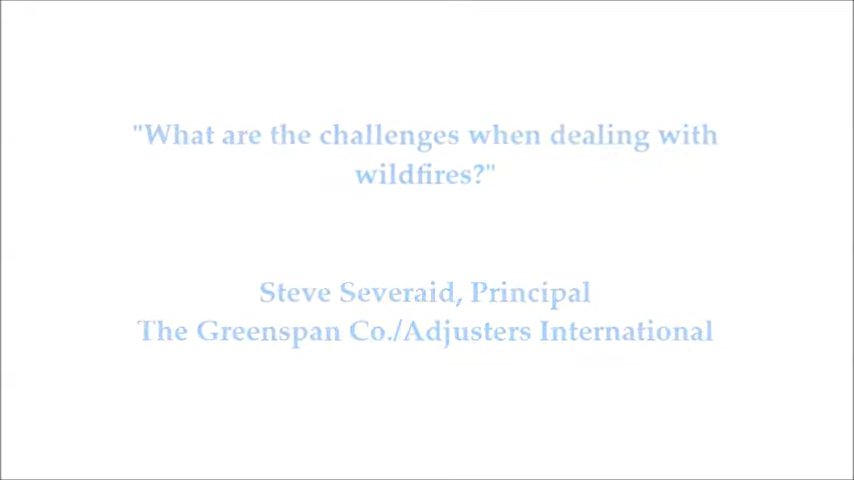 "What are the challenges when dealing with
wildfires?"
Steve Severaid, Principal
The Greenspan Co./Adjusters International